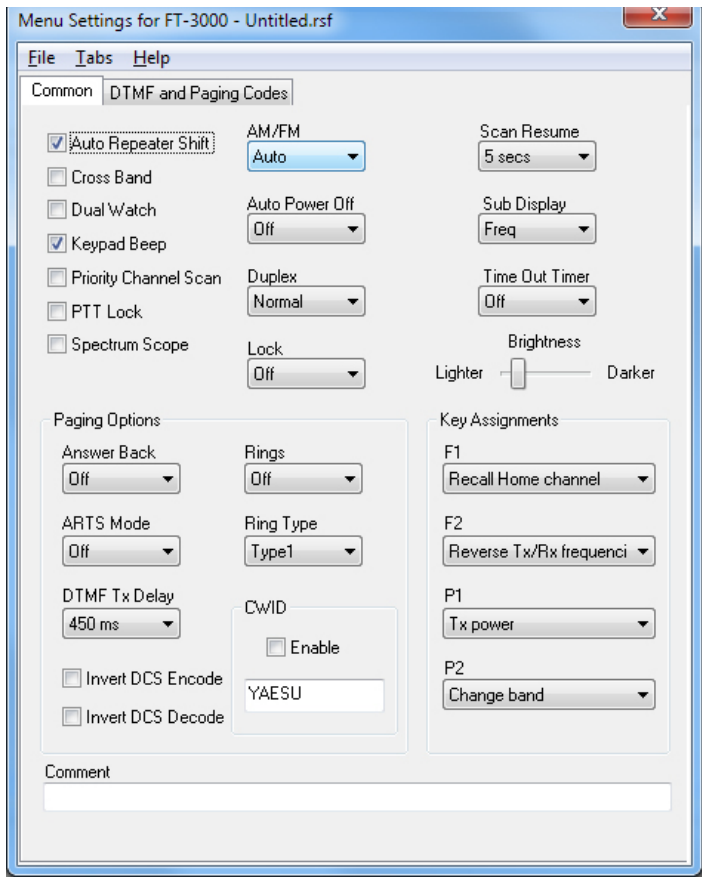 Menu Settings for FT-3000 - Untitled.rsf
File Tabs Help
Common DTMF and Paging Codes
Auto Repeater Shift
Cross Band
Dual Watch
Keypad Beep
Priority Channel Scan
PTT Lock
Spectrum Scope
AM/FM
Auto
Auto Power Off
Off
Duplex
Normal
Lock
Off
Scan Resume
5 secs
Sub Display
Freq
Time Out Timer
Off
Brightness
Lighter Darker
Paging Options
Answer Back
Off
ARTS Mode
Off
DTMF Tx Delay
450 ms
Invert DCS Encode
Invert DCS Decode
Rings
Off
Ring Type
Type1
CWID
Enable
YAESU
Key Assignments
F1
Recall Home channel
F2
Reverse Tx/Rx frequenci
P1
Tx power
P2
Change band
Comment